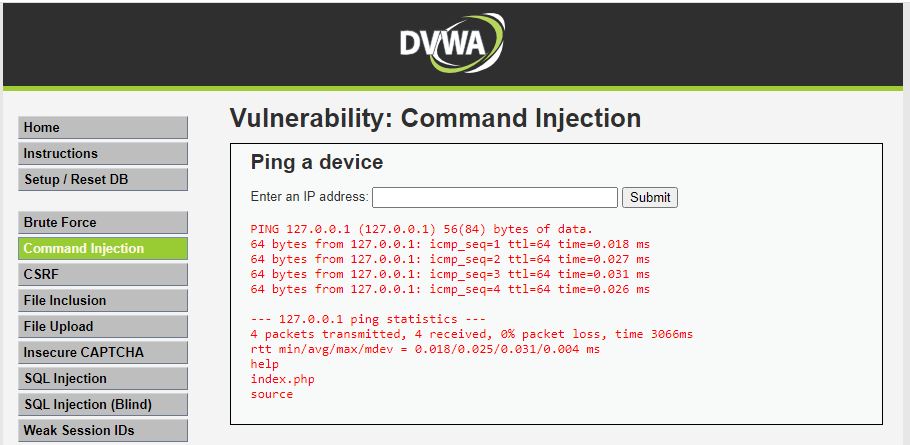 DVWA
Home
Instructions
Setup / Reset DB
Brute Force
Command Injection
CSRF
File Inclusion
File Upload
Insecure CAPTCHA
SQL Injection
SQL Injection (Blind)
Weak Session IDs
Vulnerability: Command Injection
Ping a device
Enter an IP address: Submit
PING 127.0.0.1 (127.0.0.1) 56(84) bytes of data.
64 bytes from 127.0.0.1: icmp_seq=1 ttl=64 time=0.018 ms
64 bytes from 127.0.0.1: icmp_seq=2 ttl=64 time=0.027 ms
64 bytes from 127.0.0.1: icmp_seq=3 ttl=64 time=0.031 ms
64 bytes from 127.0.0.1: icmp_seq=4 ttl=64 time=0.026 ms
--- 127.0.0.1 ping statistics ---
4 packets transmitted, 4 received, 0% packet loss, time 3066ms
rtt min/avg/max/mdev = 0.018/0.025/0.031/0.004 ms
help
index.php
source